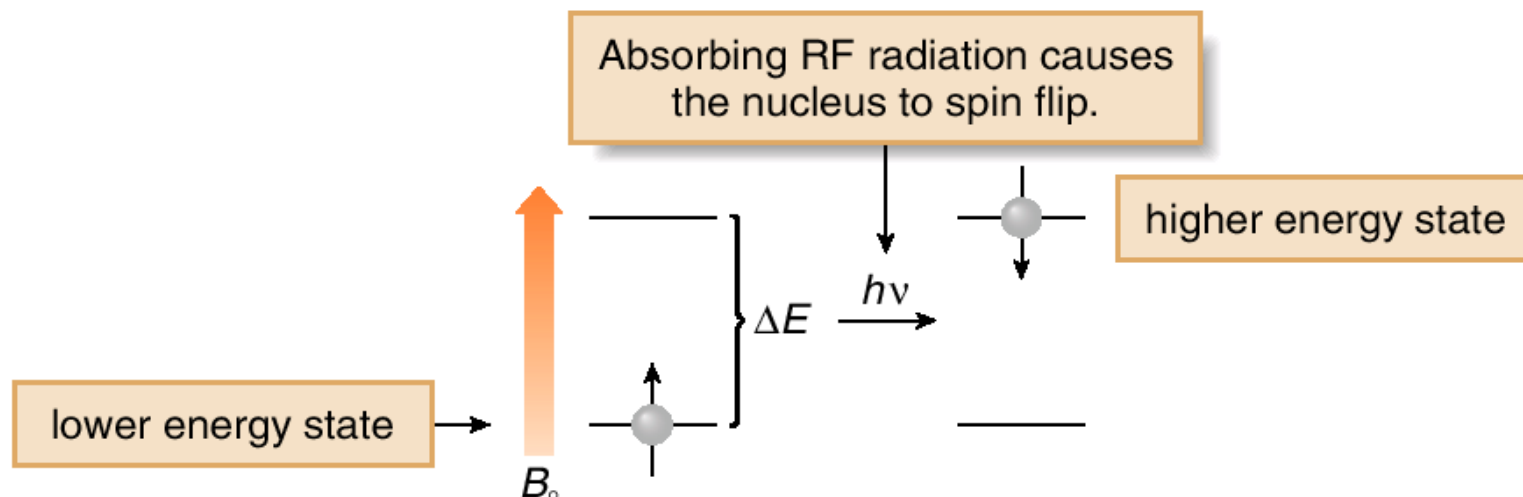 Absorbing RF radiation causes
the nucleus to spin flip.
higher energy state
hν
ΔE
lower energy state
B₀